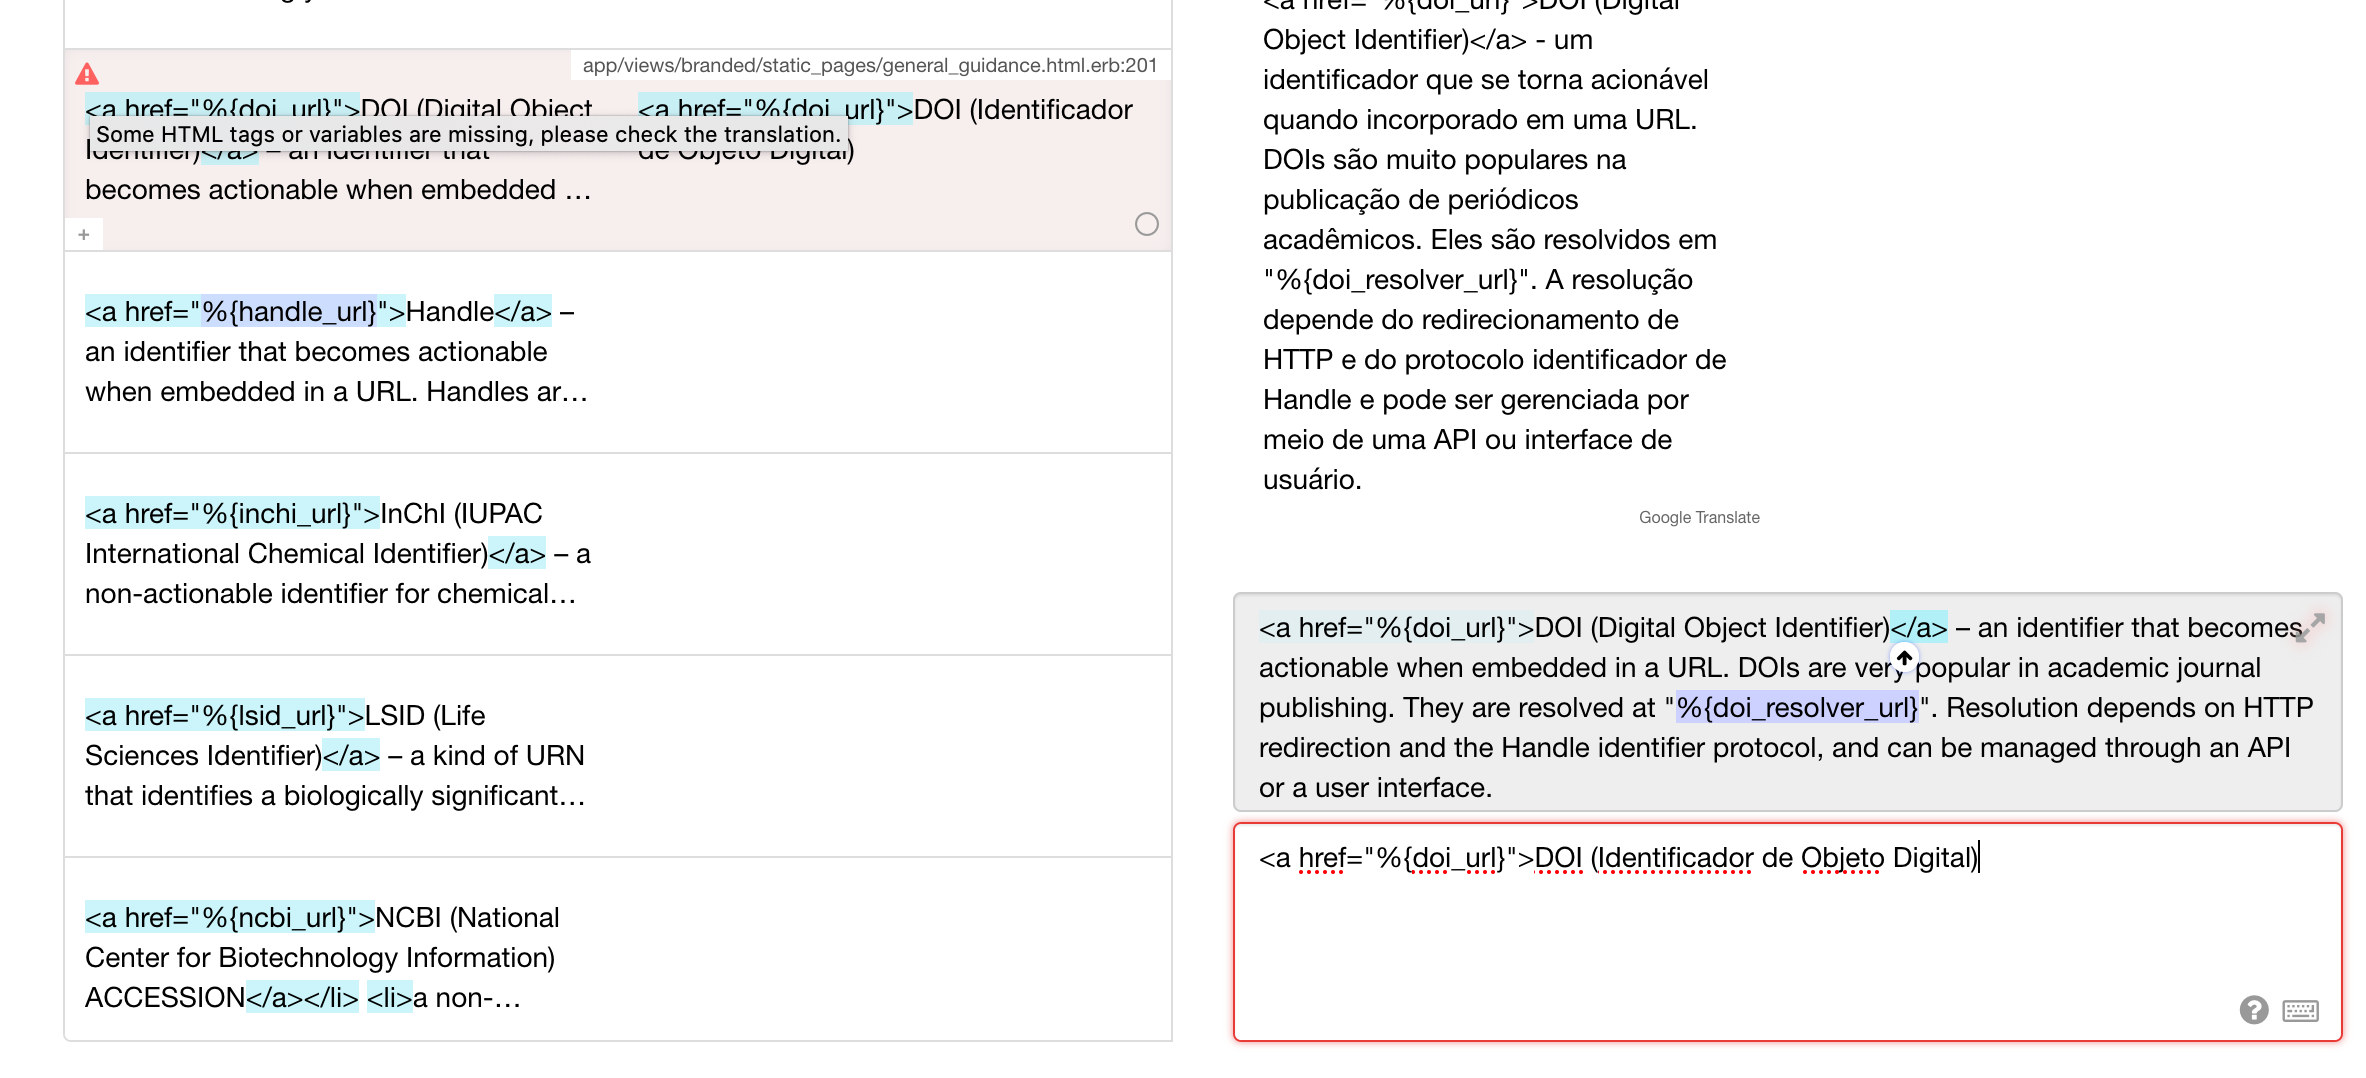 app/views/branded/static_pages/general_guidance.html.erb:201
<a href="%{doi_url}">DOI (Digital Object
Some HTML tags or variables are missing, please check the translation.
Identifier)</a> – an identifier that
becomes actionable when embedded ...
<a href="%{doi_url}">DOI (Identificador
de Objeto Digital)
+
<a href="%{handle_url}">Handle</a> –
an identifier that becomes actionable
when embedded in a URL. Handles ar...
<a href="%{inchi_url}">InChI (IUPAC
International Chemical Identifier)</a> – a
non-actionable identifier for chemical...
<a href="%{lsid_url}">LSID (Life
Sciences Identifier)</a> – a kind of URN
that identifies a biologically significant...
<a href="%{ncbi_url}">NCBI (National
Center for Biotechnology Information)
ACCESSION</a></li> <li>a non-...
<a href="%{doi_url}">DOI (Digital
Object Identifier)</a> - um
identificador que se torna acionável
quando incorporado em uma URL.
DOIs são muito populares na
publicação de periódicos
acadêmicos. Eles são resolvidos em
"%{doi_resolver_url}". A resolução
depende do redirecionamento de
HTTP e do protocolo identificador de
Handle e pode ser gerenciada por
meio de uma API ou interface de
usuário.
Google Translate
<a href="%{doi_url}">DOI (Digital Object Identifier)</a> – an identifier that becomes
actionable when embedded in a URL. DOIs are very popular in academic journal
publishing. They are resolved at "%{doi_resolver_url}". Resolution depends on HTTP
redirection and the Handle identifier protocol, and can be managed through an API
or a user interface.
<a href="%{doi_url}">DOI (Identificador de Objeto Digital)